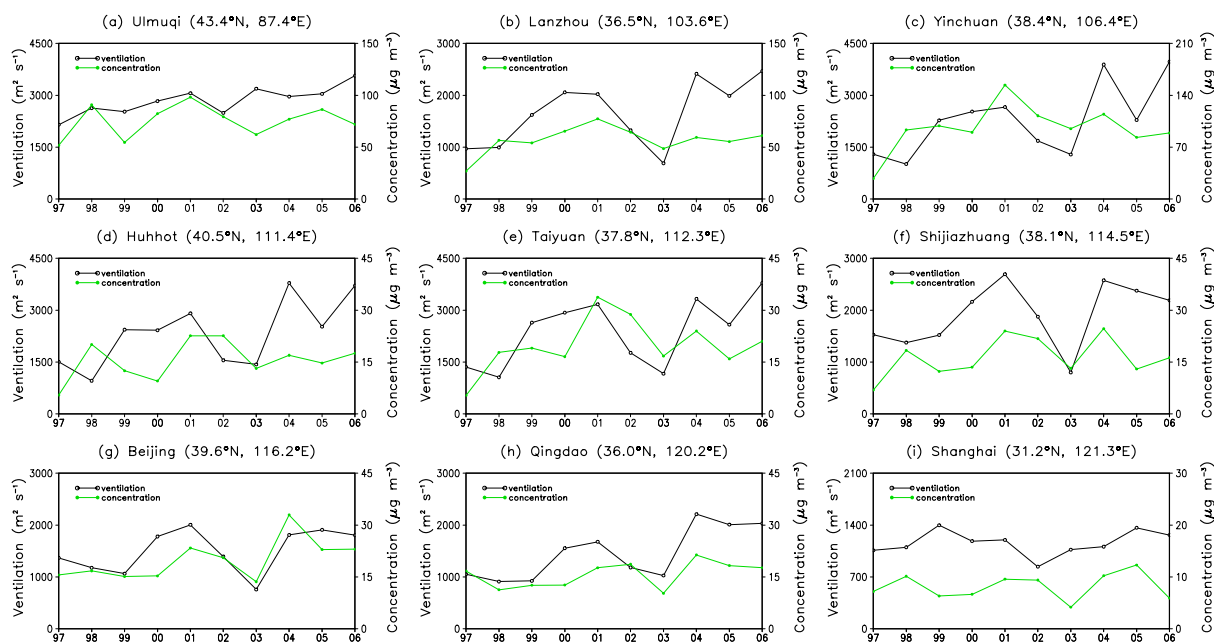 (a) Ulmuqi (43.4°N, 87.4°E)
Ventilation (m² s⁻¹)
4500
3000
1500
0
ventilation
concentration
150
100
50
0
Concentration (μg m⁻³)
97 98 99 00 01 02 03 04 05 06
(b) Lanzhou (36.5°N, 103.6°E)
Ventilation (m² s⁻¹)
3000
2000
1000
0
ventilation
concentration
150
100
50
0
Concentration (μg m⁻³)
97 98 99 00 01 02 03 04 05 06
(c) Yinchuan (38.4°N, 106.4°E)
Ventilation (m² s⁻¹)
4500
3000
1500
0
ventilation
concentration
210
140
70
0
Concentration (μg m⁻³)
97 98 99 00 01 02 03 04 05 06
(d) Huhhot (40.5°N, 111.4°E)
Ventilation (m² s⁻¹)
4500
3000
1500
0
ventilation
concentration
45
30
15
0
Concentration (μg m⁻³)
97 98 99 00 01 02 03 04 05 06
(e) Taiyuan (37.8°N, 112.3°E)
Ventilation (m² s⁻¹)
4500
3000
1500
0
ventilation
concentration
45
30
15
0
Concentration (μg m⁻³)
97 98 99 00 01 02 03 04 05 06
(f) Shijiazhuang (38.1°N, 114.5°E)
Ventilation (m² s⁻¹)
3000
2000
1000
0
ventilation
concentration
45
30
15
0
Concentration (μg m⁻³)
97 98 99 00 01 02 03 04 05 06
(g) Beijing (39.6°N, 116.2°E)
Ventilation (m² s⁻¹)
3000
2000
1000
0
ventilation
concentration
45
30
15
0
Concentration (μg m⁻³)
97 98 99 00 01 02 03 04 05 06
(h) Qingdao (36.0°N, 120.2°E)
Ventilation (m² s⁻¹)
3000
2000
1000
0
ventilation
concentration
45
30
15
0
Concentration (μg m⁻³)
97 98 99 00 01 02 03 04 05 06
(i) Shanghai (31.2°N, 121.3°E)
Ventilation (m² s⁻¹)
2100
1400
700
0
ventilation
concentration
30
20
10
0
Concentration (μg m⁻³)
97 98 99 00 01 02 03 04 05 06